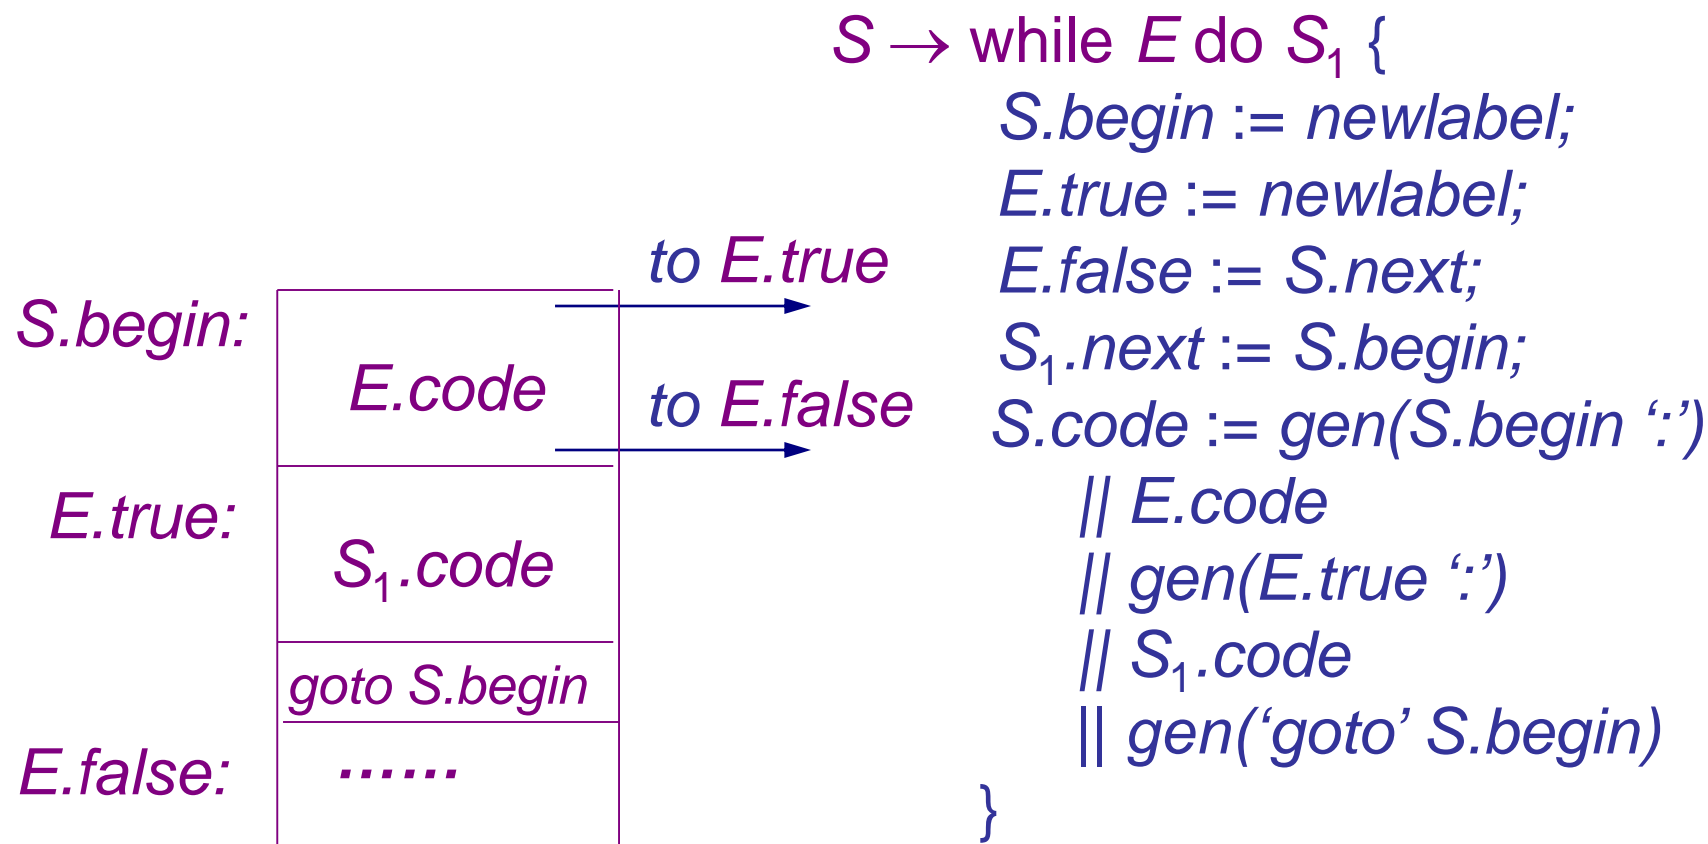 S → while E do S₁ {
S.begin := newlabel;
E.true := newlabel;
E.false := S.next;
S₁.next := S.begin;
S.code := gen(S.begin ‘:’)
|| E.code
|| gen(E.true ‘:’)
|| S₁.code
|| gen(‘goto’ S.begin)
}
to E.true
S.begin:
E.code
to E.false
E.true:
S₁.code
goto S.begin
E.false:
......